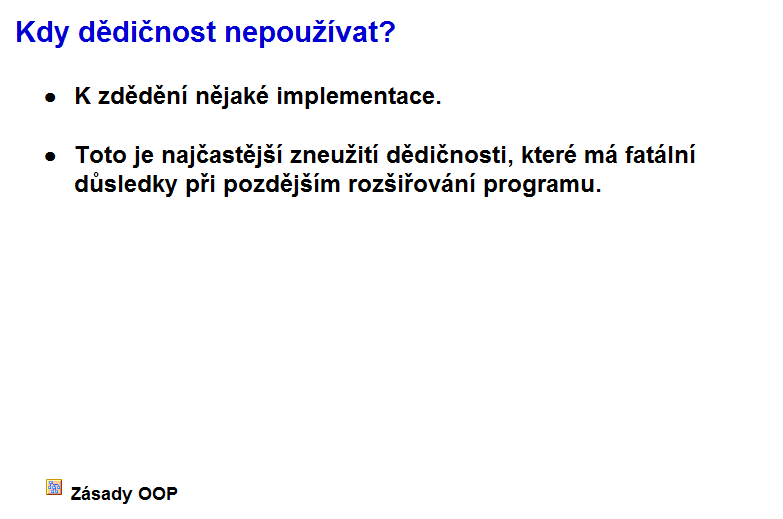 Kdy dědičnost nepoužívat?
● K zdědění nějaké implementace.
● Toto je najčastější zneužití dědičnosti, které má fatální
důsledky při pozdějším rozšiřování programu.
Zásady OOP